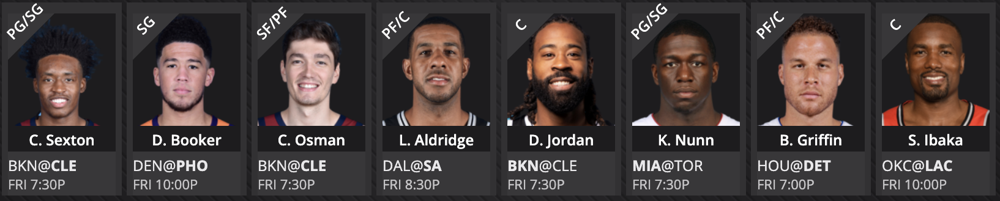 PG/SG
C. Sexton
BKN@CLE
FRI 7:30P
SG
D. Booker
DEN@PHO
FRI 10:00P
SF/PF
C. Osman
BKN@CLE
FRI 7:30P
PF/C
L. Aldridge
DAL@SA
FRI 8:30P
C
D. Jordan
BKN@CLE
FRI 7:30P
PG/SG
K. Nunn
MIA@TOR
FRI 7:30P
PF/C
B. Griffin
HOU@DET
FRI 7:00P
C
S. Ibaka
OKC@LAC
FRI 10:00P